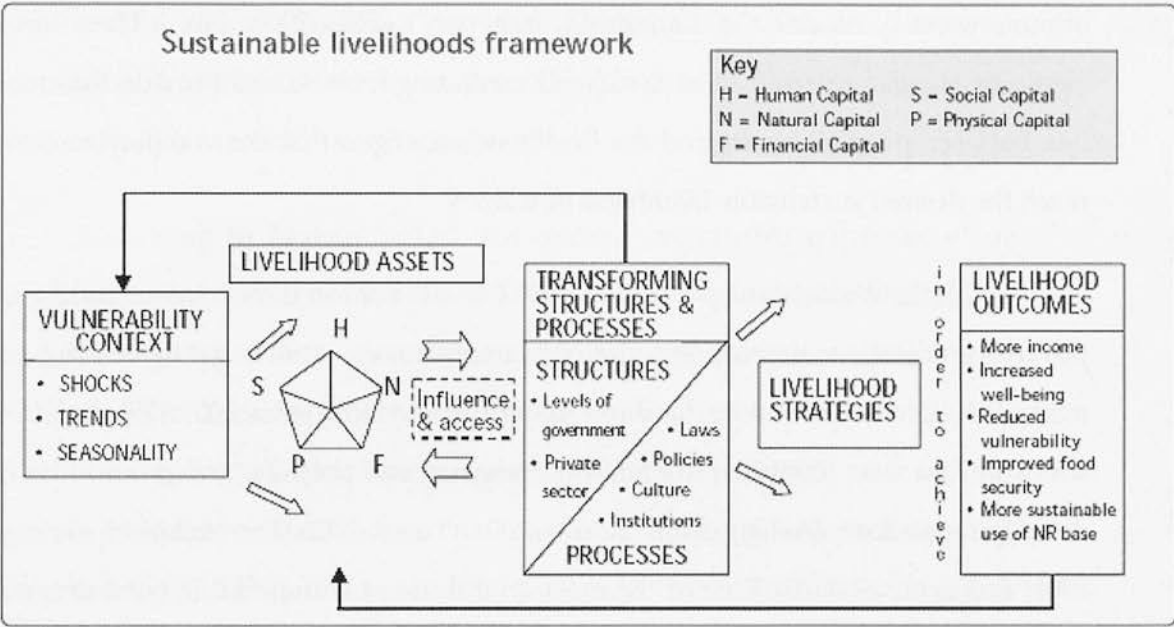 Sustainable livelihoods framework
Key
H – Human Capital S – Social Capital
N = Natural Capital P = Physical Capital
F – Financial Capital
LIVELIHOOD ASSETS
VULNERABILITY
CONTEXT
• SHOCKS
• TRENDS
• SEASONALITY
H
S
N
P
F
Influence
& access
TRANSFORMING
STRUCTURES &
PROCESSES
STRUCTURES
• Levels of
government
• Private
sector
• Laws
• Policies
• Culture
• Institutions
PROCESSES
LIVELIHOOD
STRATEGIES
in order to achieve
LIVELIHOOD
OUTCOMES
• More income
• Increased
well-being
• Reduced
vulnerability
• Improved food
security
• More sustainable
use of NR base